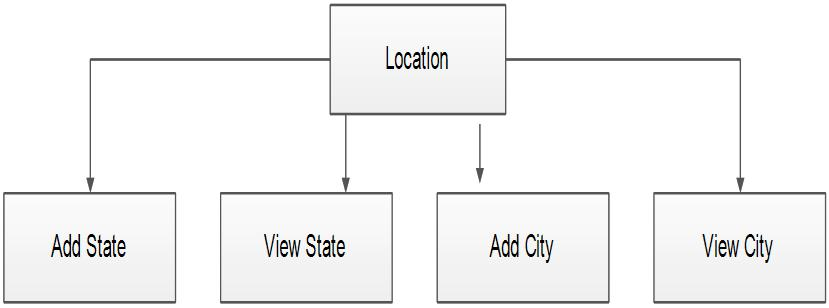 Location
Add State
View State
Add City
View City